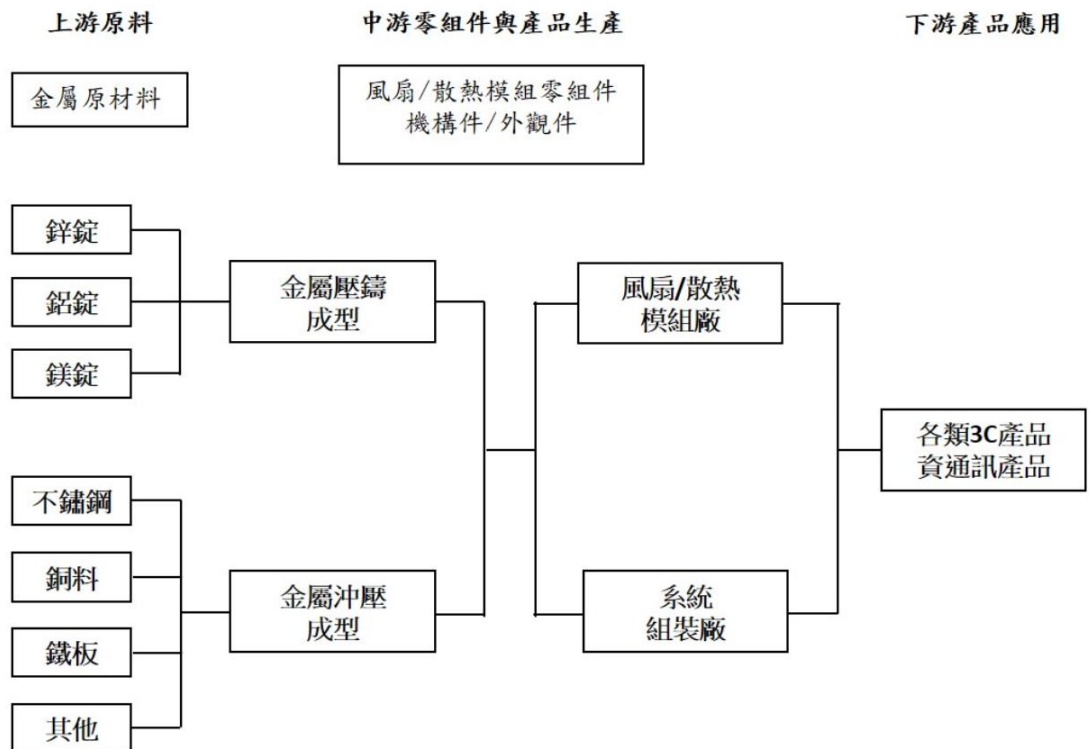 上游原料
中游零組件與產品生產
下游產品應用
金屬原材料
風扇/散熱模組零組件
機構件/外觀件
鋅錠
鋁錠
鎂錠
金屬壓鑄
成型
風扇/散熱
模組廠
各類3C產品
資通訊產品
不鏽鋼
銅料
鐵板
其他
金屬沖壓
成型
系統
組裝廠